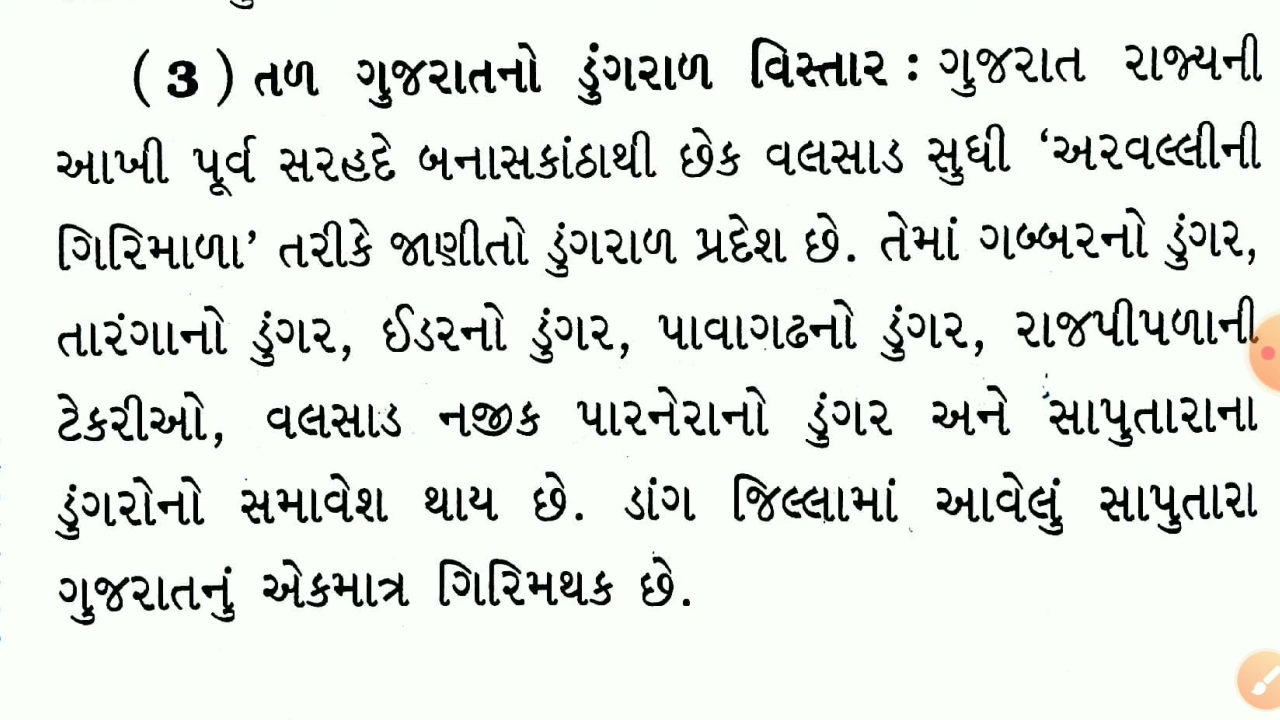 ( 3 ) તળ ગુજરાતનો ડુંગરાળ વિસ્તાર : ગુજરાત રાજ્યની
આખી પૂર્વ સરહદે બનાસકાંઠાથી છેક વલસાડ સુધી ‘અરવલ્લીની
ગિરિમાળા’ તરીકે જાણીતો ડુંગરાળ પ્રદેશ છે. તેમાં ગબ્બરનો ડુંગર,
તારંગાનો ડુંગર, ઈડરનો ડુંગર, પાવાગઢનો ડુંગર, રાજપીપળાની
ટેકરીઓ, વલસાડ નજીક પારનેરાનો ડુંગર અને સાપુતારાના
ડુંગરોનો સમાવેશ થાય છે. ડાંગ જિલ્લામાં આવેલું સાપુતારા
ગુજરાતનું એકમાત્ર ગિરિમથક છે.